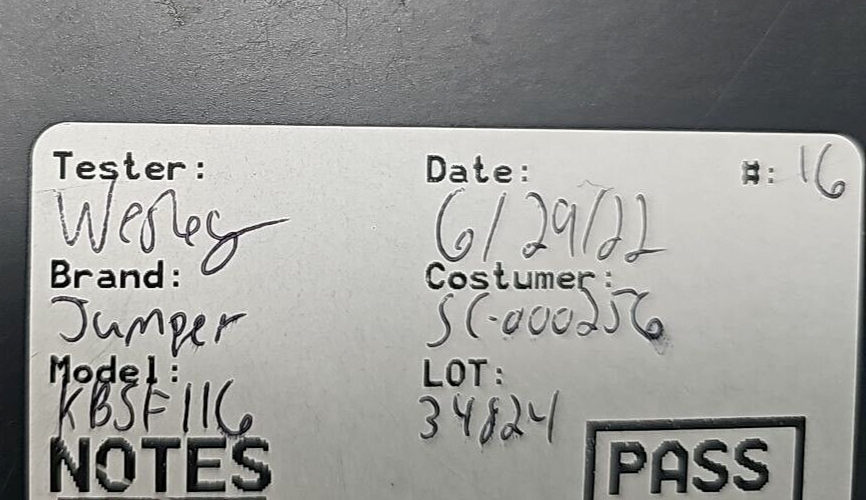 Tester: Date: #: 16
Wesley 6/29/22
Brand: Costumer:
Jumper SC-000256
Model: LOT:
KBSF116 34824
NOTES PASS